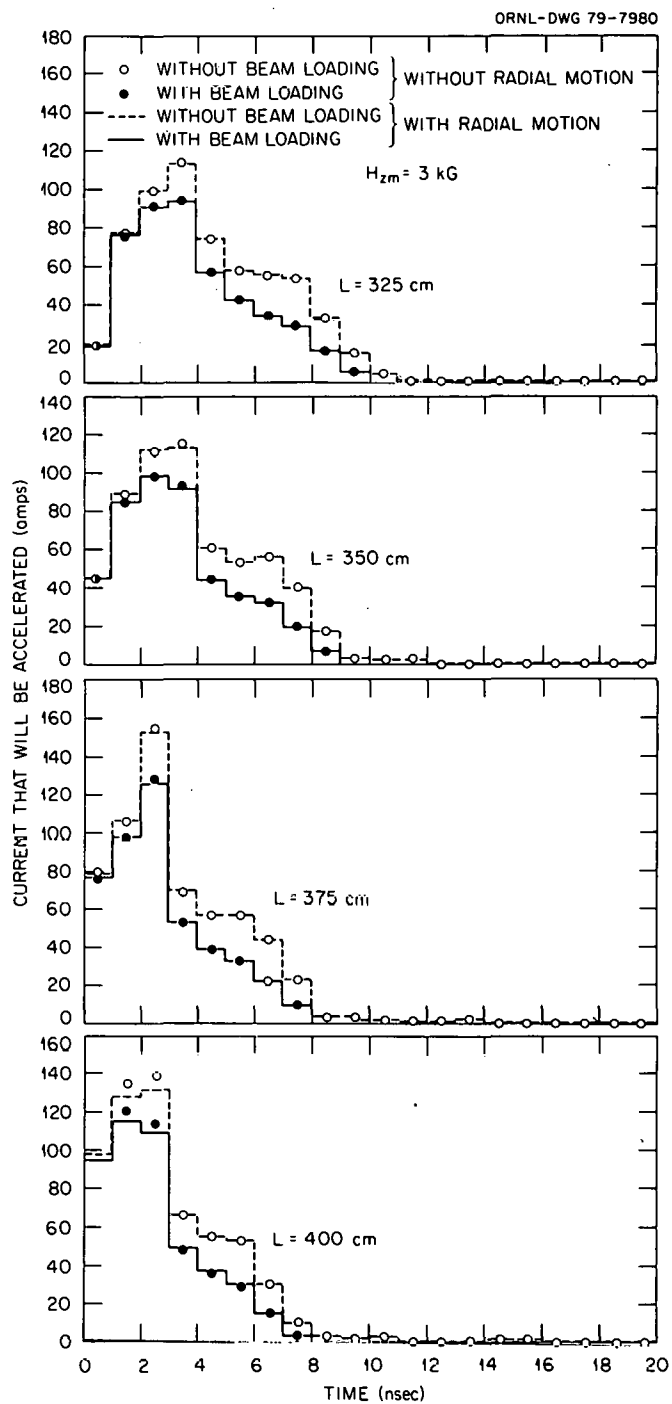 ORNL-DWG 79-7980
180
160
140
120
100
80
60
40
20
0
WITHOUT BEAM LOADING
WITH BEAM LOADING
WITHOUT RADIAL MOTION
WITHOUT BEAM LOADING
WITH BEAM LOADING
WITH RADIAL MOTION
Hzm = 3 kG
L = 325 cm
140
120
100
80
60
40
20
0
L = 350 cm
CURREMT THAT WILL BE ACCELERATED (amps)
180
160
140
120
100
80
60
40
20
0
L = 375 cm
160
140
120
100
80
60
40
20
0
L = 400 cm
0 2 4 6 8 10 12 14 16 18 20
TIME (nsec)